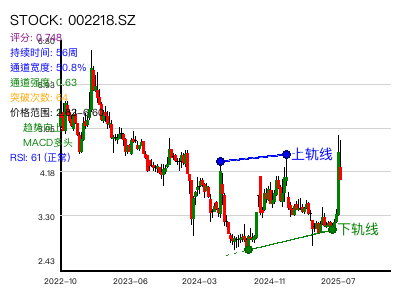 STOCK: 002218.SZ
评分: 0.748
持续时间: 56周
通道宽度: 50.8%
通道强度: 0.63
突破次数: 64
价格范围:
趋势向上
MACD多头
RSI: 61 (正常)
上轨线
下轨线
4.18
3.30
2.43
2022-10
2023-06
2024-03
2024-11
2025-07